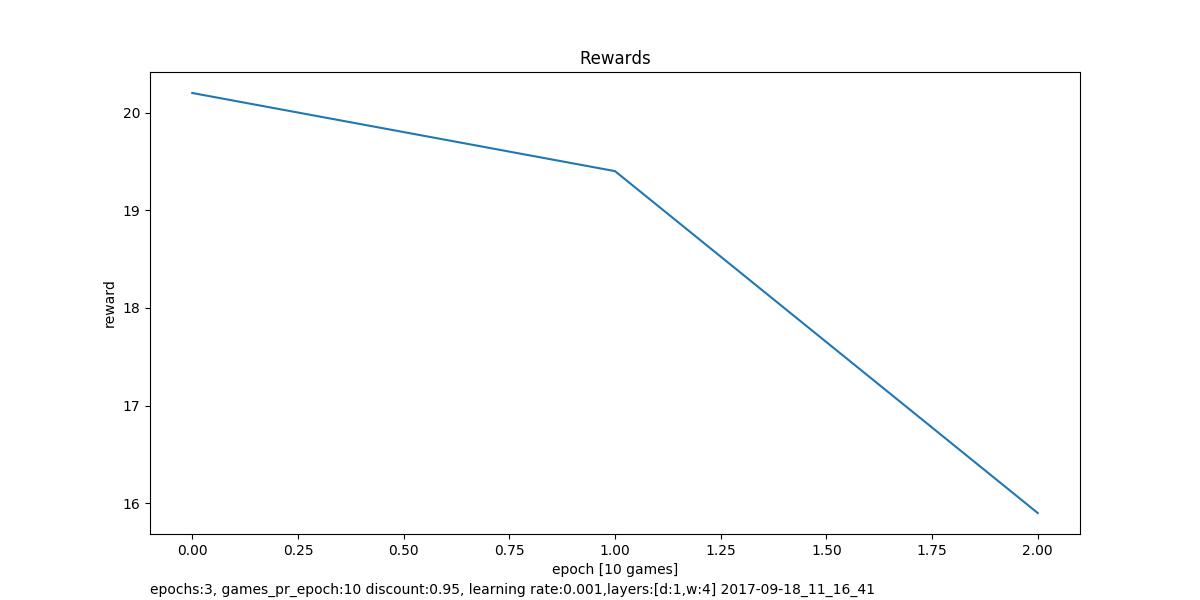 Rewards
20
19
18
17
16
reward
0.00 0.25 0.50 0.75 1.00 1.25 1.50 1.75 2.00
epoch [10 games]
epochs:3, games_pr_epoch:10 discount:0.95, learning rate:0.001,layers:[d:1,w:4] 2017-09-18_11_16_41